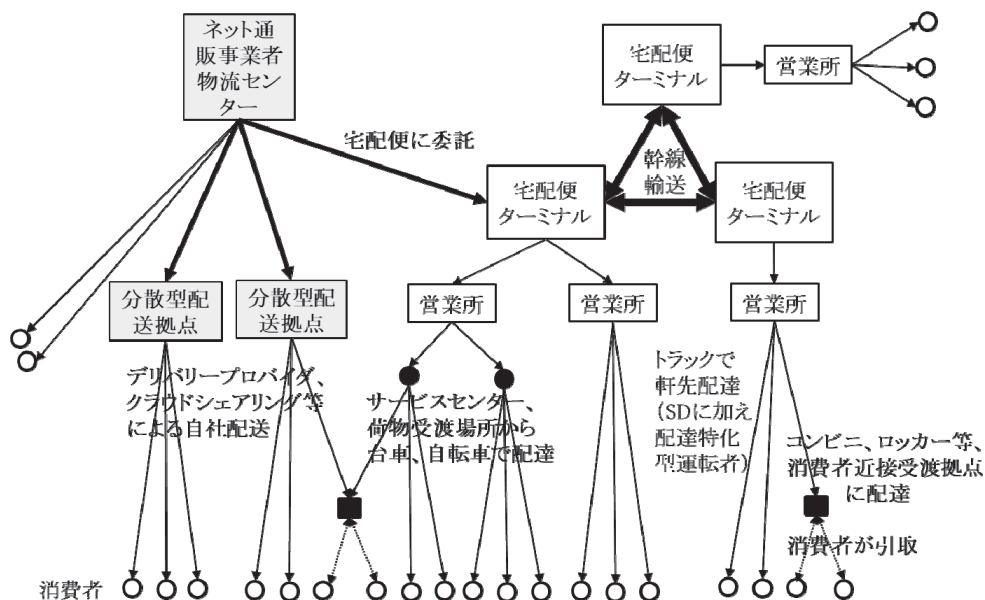 ネット通
販事業者
物流セン
ター
宅配便
ターミナル
営業所
宅配便に委託
幹線
輸送
宅配便
ターミナル
宅配便
ターミナル
分散型配
送拠点
分散型配
送拠点
営業所
営業所
営業所
デリバリープロバイダ、
クラウドシェアリング等
による自社配送
サービスセンター、
荷物受渡場所から
台車、自転車で配達
トラックで
軒先配達
(SDに加え
配達特化
型運転者)
コンビニ、ロッカー等、
消費者近接受渡拠点
に配達
消費者が引取
消費者